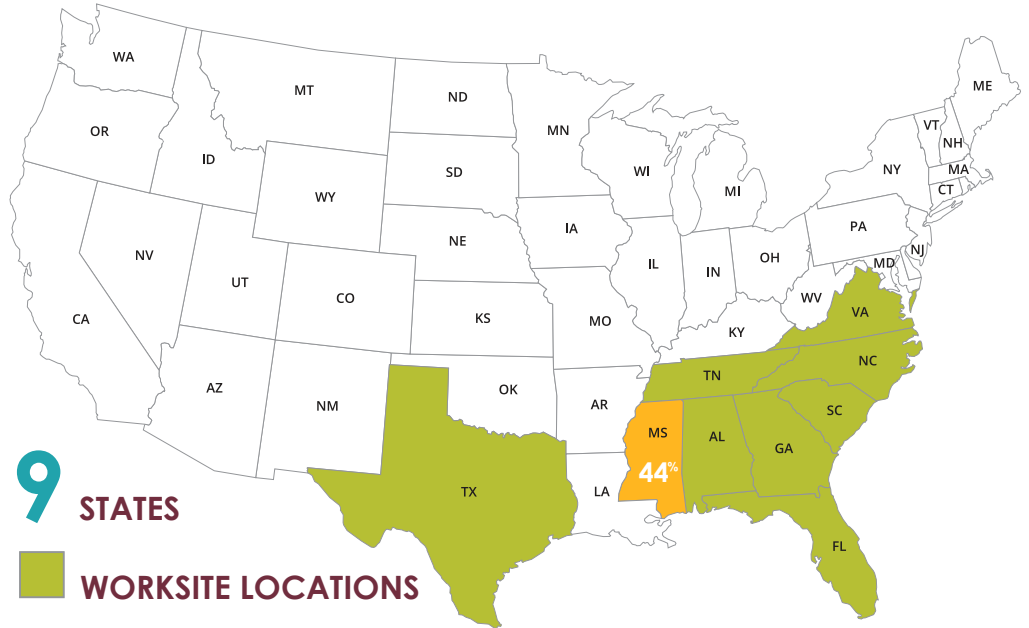 WA
MT
ND
MN
ME
OR
ID
SD
WI
VT
NH
WY
MI
NY
MA
CT
NV
NE
IA
PA
UT
CO
IL
IN
OH
NJ
MD
CA
KS
MO
WV
VA
KY
AZ
NM
OK
AR
TN
NC
SC
MS
AL
GA
44%
TX
LA
FL
9 STATES
WORKSITE LOCATIONS